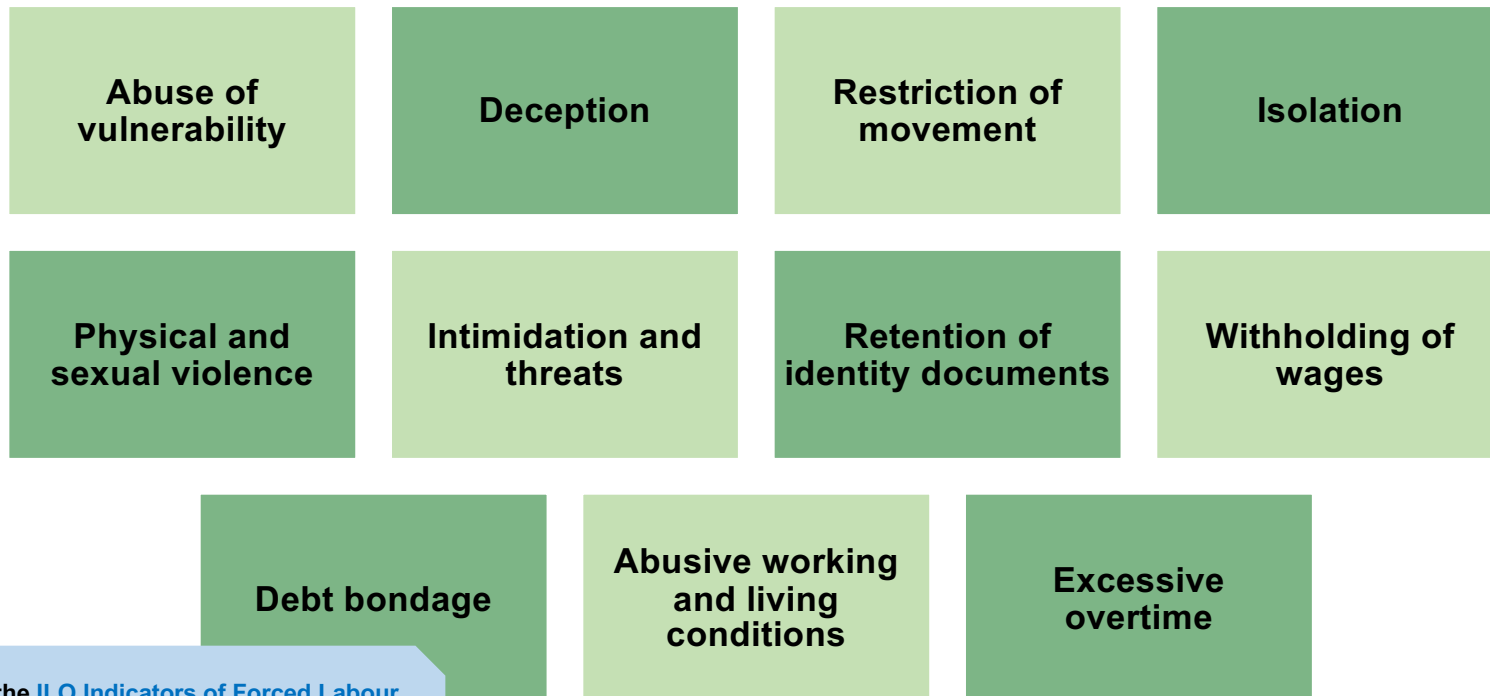 Abuse of
vulnerability
Deception
Restriction of
movement
Isolation
Physical and
sexual violence
Intimidation and
threats
Retention of
identity documents
Withholding of
wages
Debt bondage
Abusive working
and living
conditions
Excessive
overtime
the ILO Indicators of Forced Labour